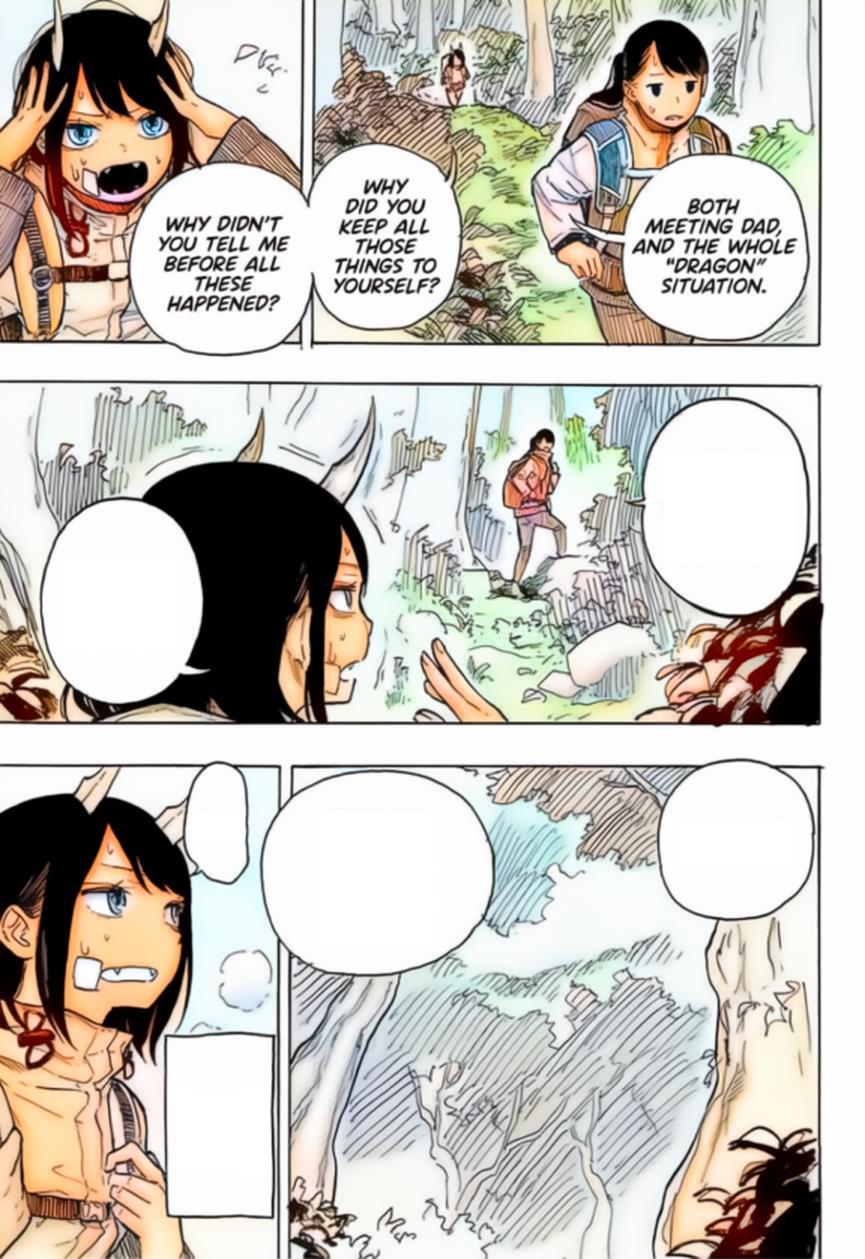 BOTH
MEETING DAD,
AND THE WHOLE
"DRAGON"
SITUATION.
WHY
DID YOU
KEEP ALL
THOSE
THINGS TO
YOURSELF?
WHY DIDN'T
YOU TELL ME
BEFORE ALL
THESE
HAPPENED?